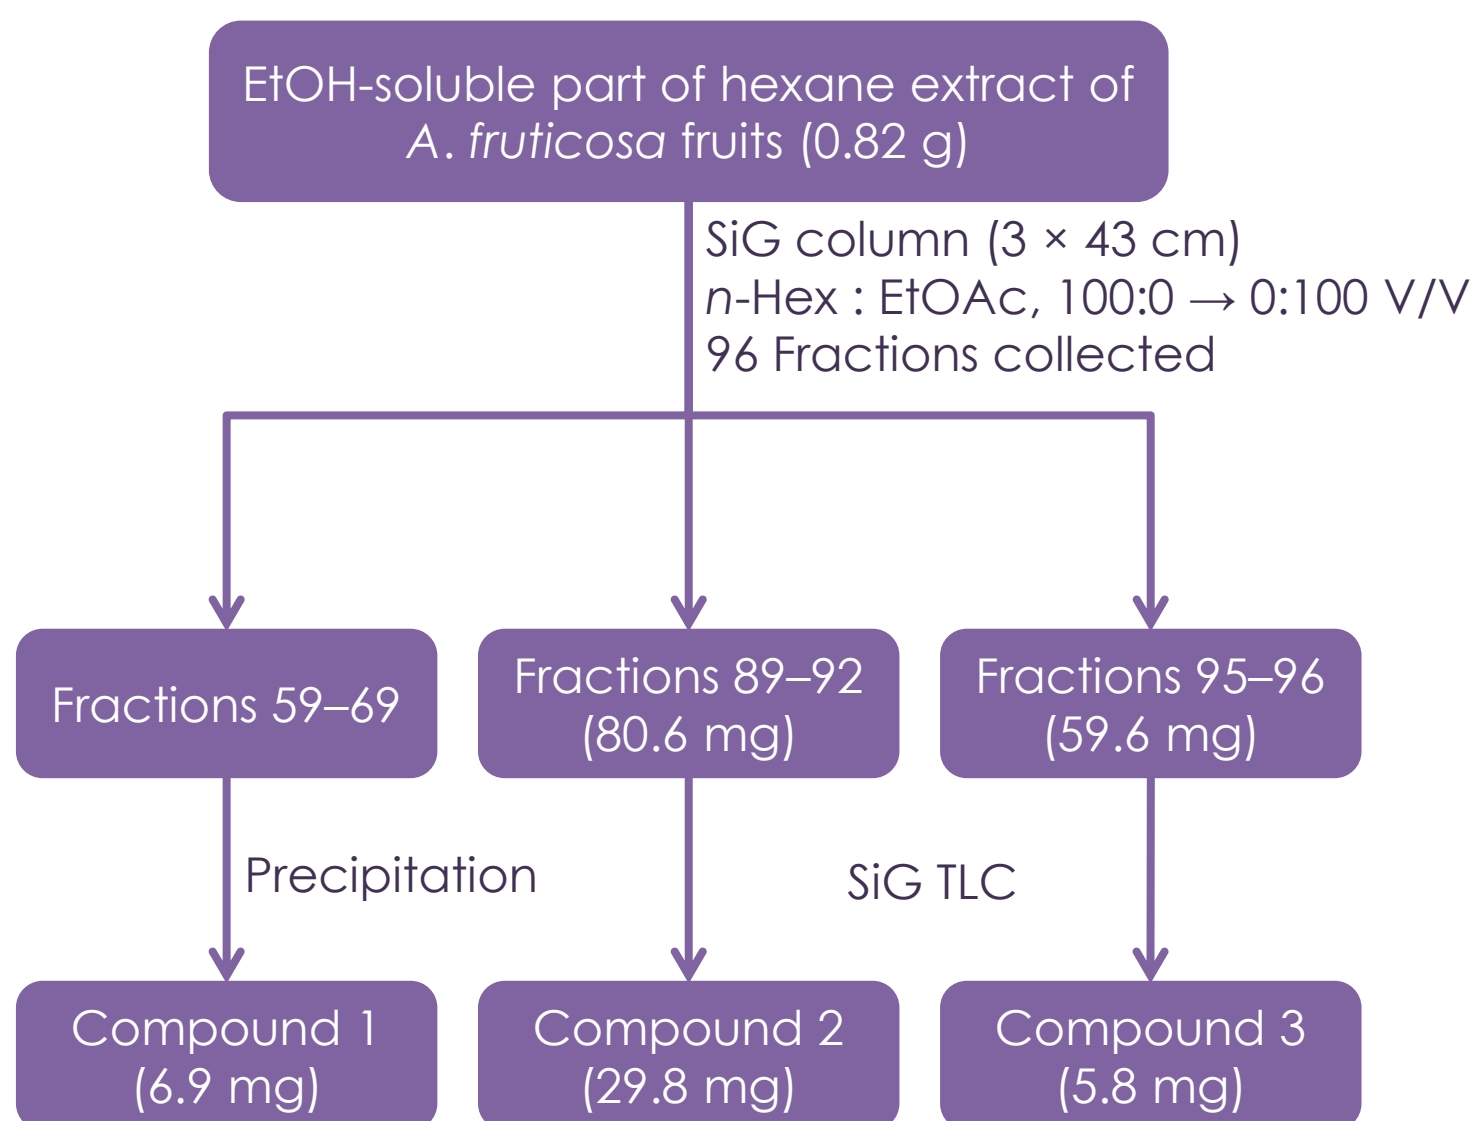 EtOH-soluble part of hexane extract of
A. fruticosa fruits (0.82 g)
SiG column (3 × 43 cm)
n-Hex : EtOAc, 100:0 → 0:100 V/V
96 Fractions collected
Fractions 59–69
Fractions 89–92
(80.6 mg)
Fractions 95–96
(59.6 mg)
Precipitation
SiG TLC
Compound 1
(6.9 mg)
Compound 2
(29.8 mg)
Compound 3
(5.8 mg)